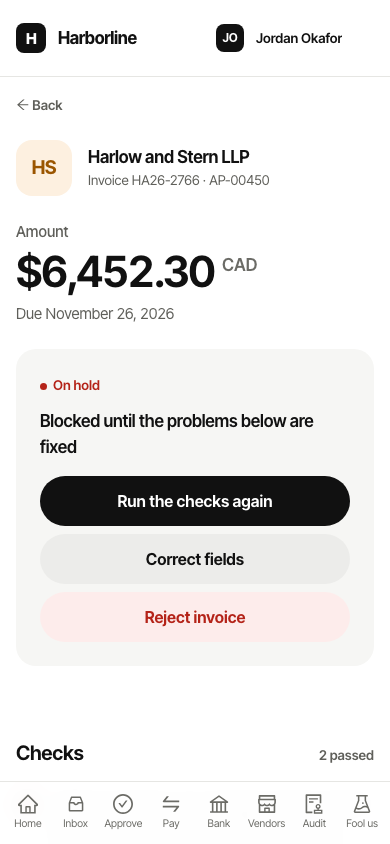 H Harborline JO Jordan Okafor
← Back
HS Harlow and Stern LLP
Invoice HA26-2766 · AP-00450
Amount
$6,452.30 CAD
Due November 26, 2026
On hold
Blocked until the problems below are
fixed
Run the checks again
Correct fields
Reject invoice
Checks 2 passed
Home Inbox Approve Pay Bank Vendors Audit Fool us